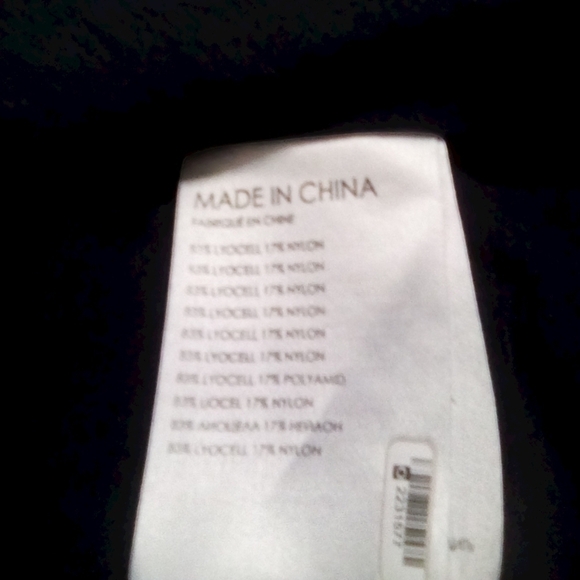 MADE IN CHINA
FABRIQUÉ EN CHINE
83% LYOCELL 17% NYLON
83% LYOCELL 17% NYLON
83% LYOCELL 17% NYLON
83% LYOCELL 17% NYLON
83% LYOCELL 17% NYLON
83% LYOCELL 17% NYLON
83% LYOCELL 17% POLYAMID
83% LIOCEL 17% NYLON
83% 17%
83% LYOCELL 17% NYLON
2231577